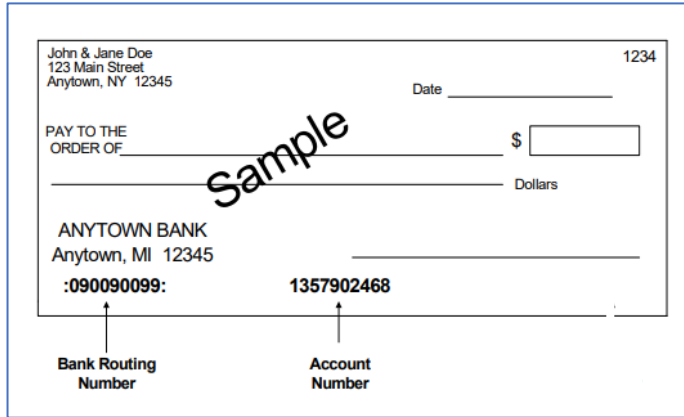 John & Jane Doe
123 Main Street
Anytown, NY 12345
1234
Date
PAY TO THE
ORDER OF
$
Sample
Dollars
ANYTOWN BANK
Anytown, MI 12345
:090090099: 1357902468
Bank Routing
Number
Account
Number